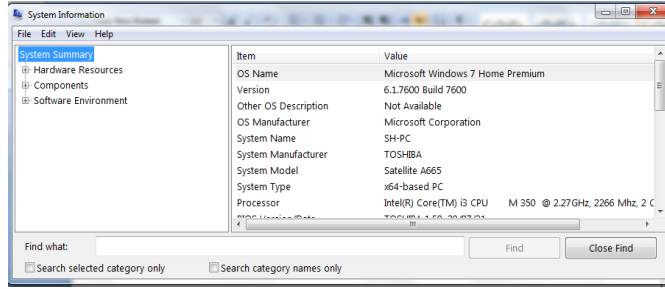 System Information
File Edit View Help
System Summary
Hardware Resources
Components
Software Environment
Item Value
OS Name Microsoft Windows 7 Home Premium
Version 6.1.7600 Build 7600
Other OS Description Not Available
OS Manufacturer Microsoft Corporation
System Name SH-PC
System Manufacturer TOSHIBA
System Model Satellite A665
System Type x64-based PC
Processor Intel(R) Core(TM) i3 CPU M 350 @ 2.27GHz, 2266 Mhz, 2 C
Find what: Find Close Find
Search selected category only Search category names only